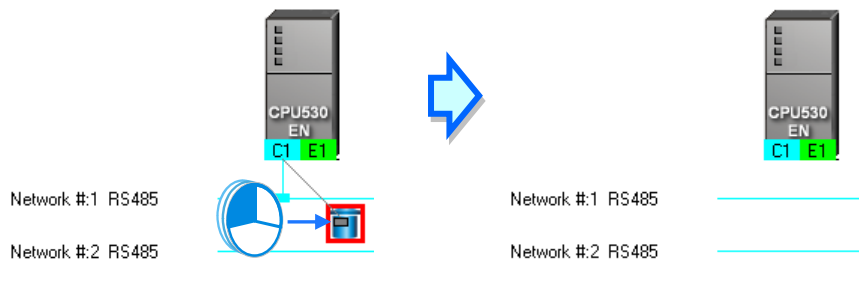 CPU530
EN
C1 E1
Network #:1 RS485
Network #:2 RS485
CPU530
EN
C1 E1
Network #:1 RS485
Network #:2 RS485